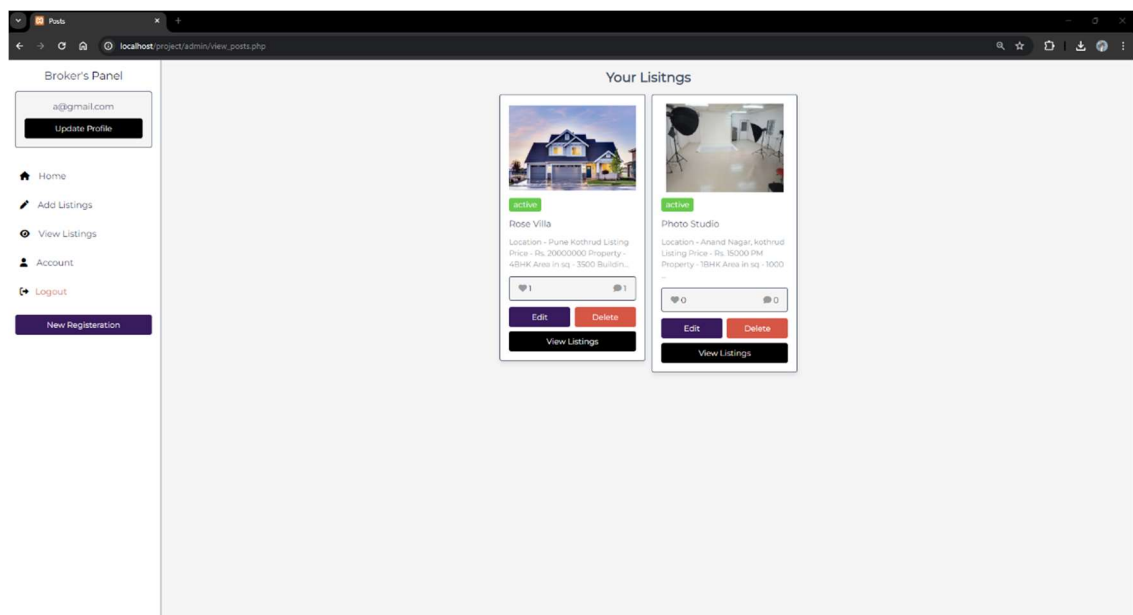 Posts
localhost/project/admin/view_posts.php
Broker's Panel
a@gmail.com
Update Profile
Home
Add Listings
View Listings
Account
Logout
New Registeration
Your Lisitngs
active
Rose Villa
Location - Pune Kothrud Listing
Price - Rs. 20000000 Property -
4BHK Area in sq - 3500 Buildin...
1
1
Edit
Delete
View Listings
active
Photo Studio
Location - Anand Nagar, kothrud
Listing Price - Rs. 15000 PM
Property - 1BHK Area in sq - 1000
...
0
0
Edit
Delete
View Listings